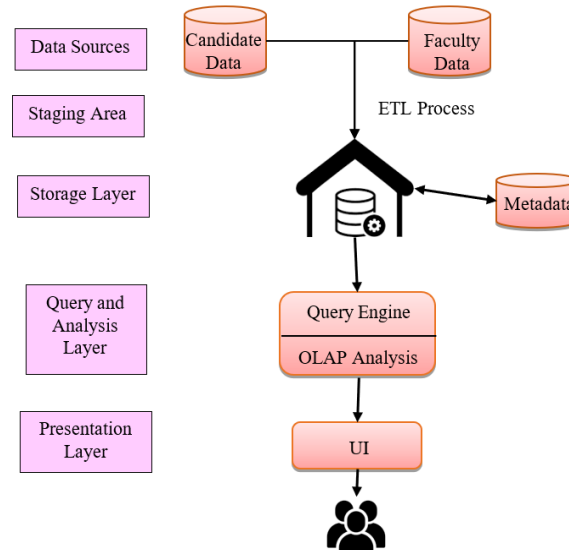 Data Sources
Candidate
Data
Faculty
Data
Staging Area
ETL Process
Storage Layer
Metadata
Query and
Analysis
Layer
Query Engine
OLAP Analysis
Presentation
Layer
UI